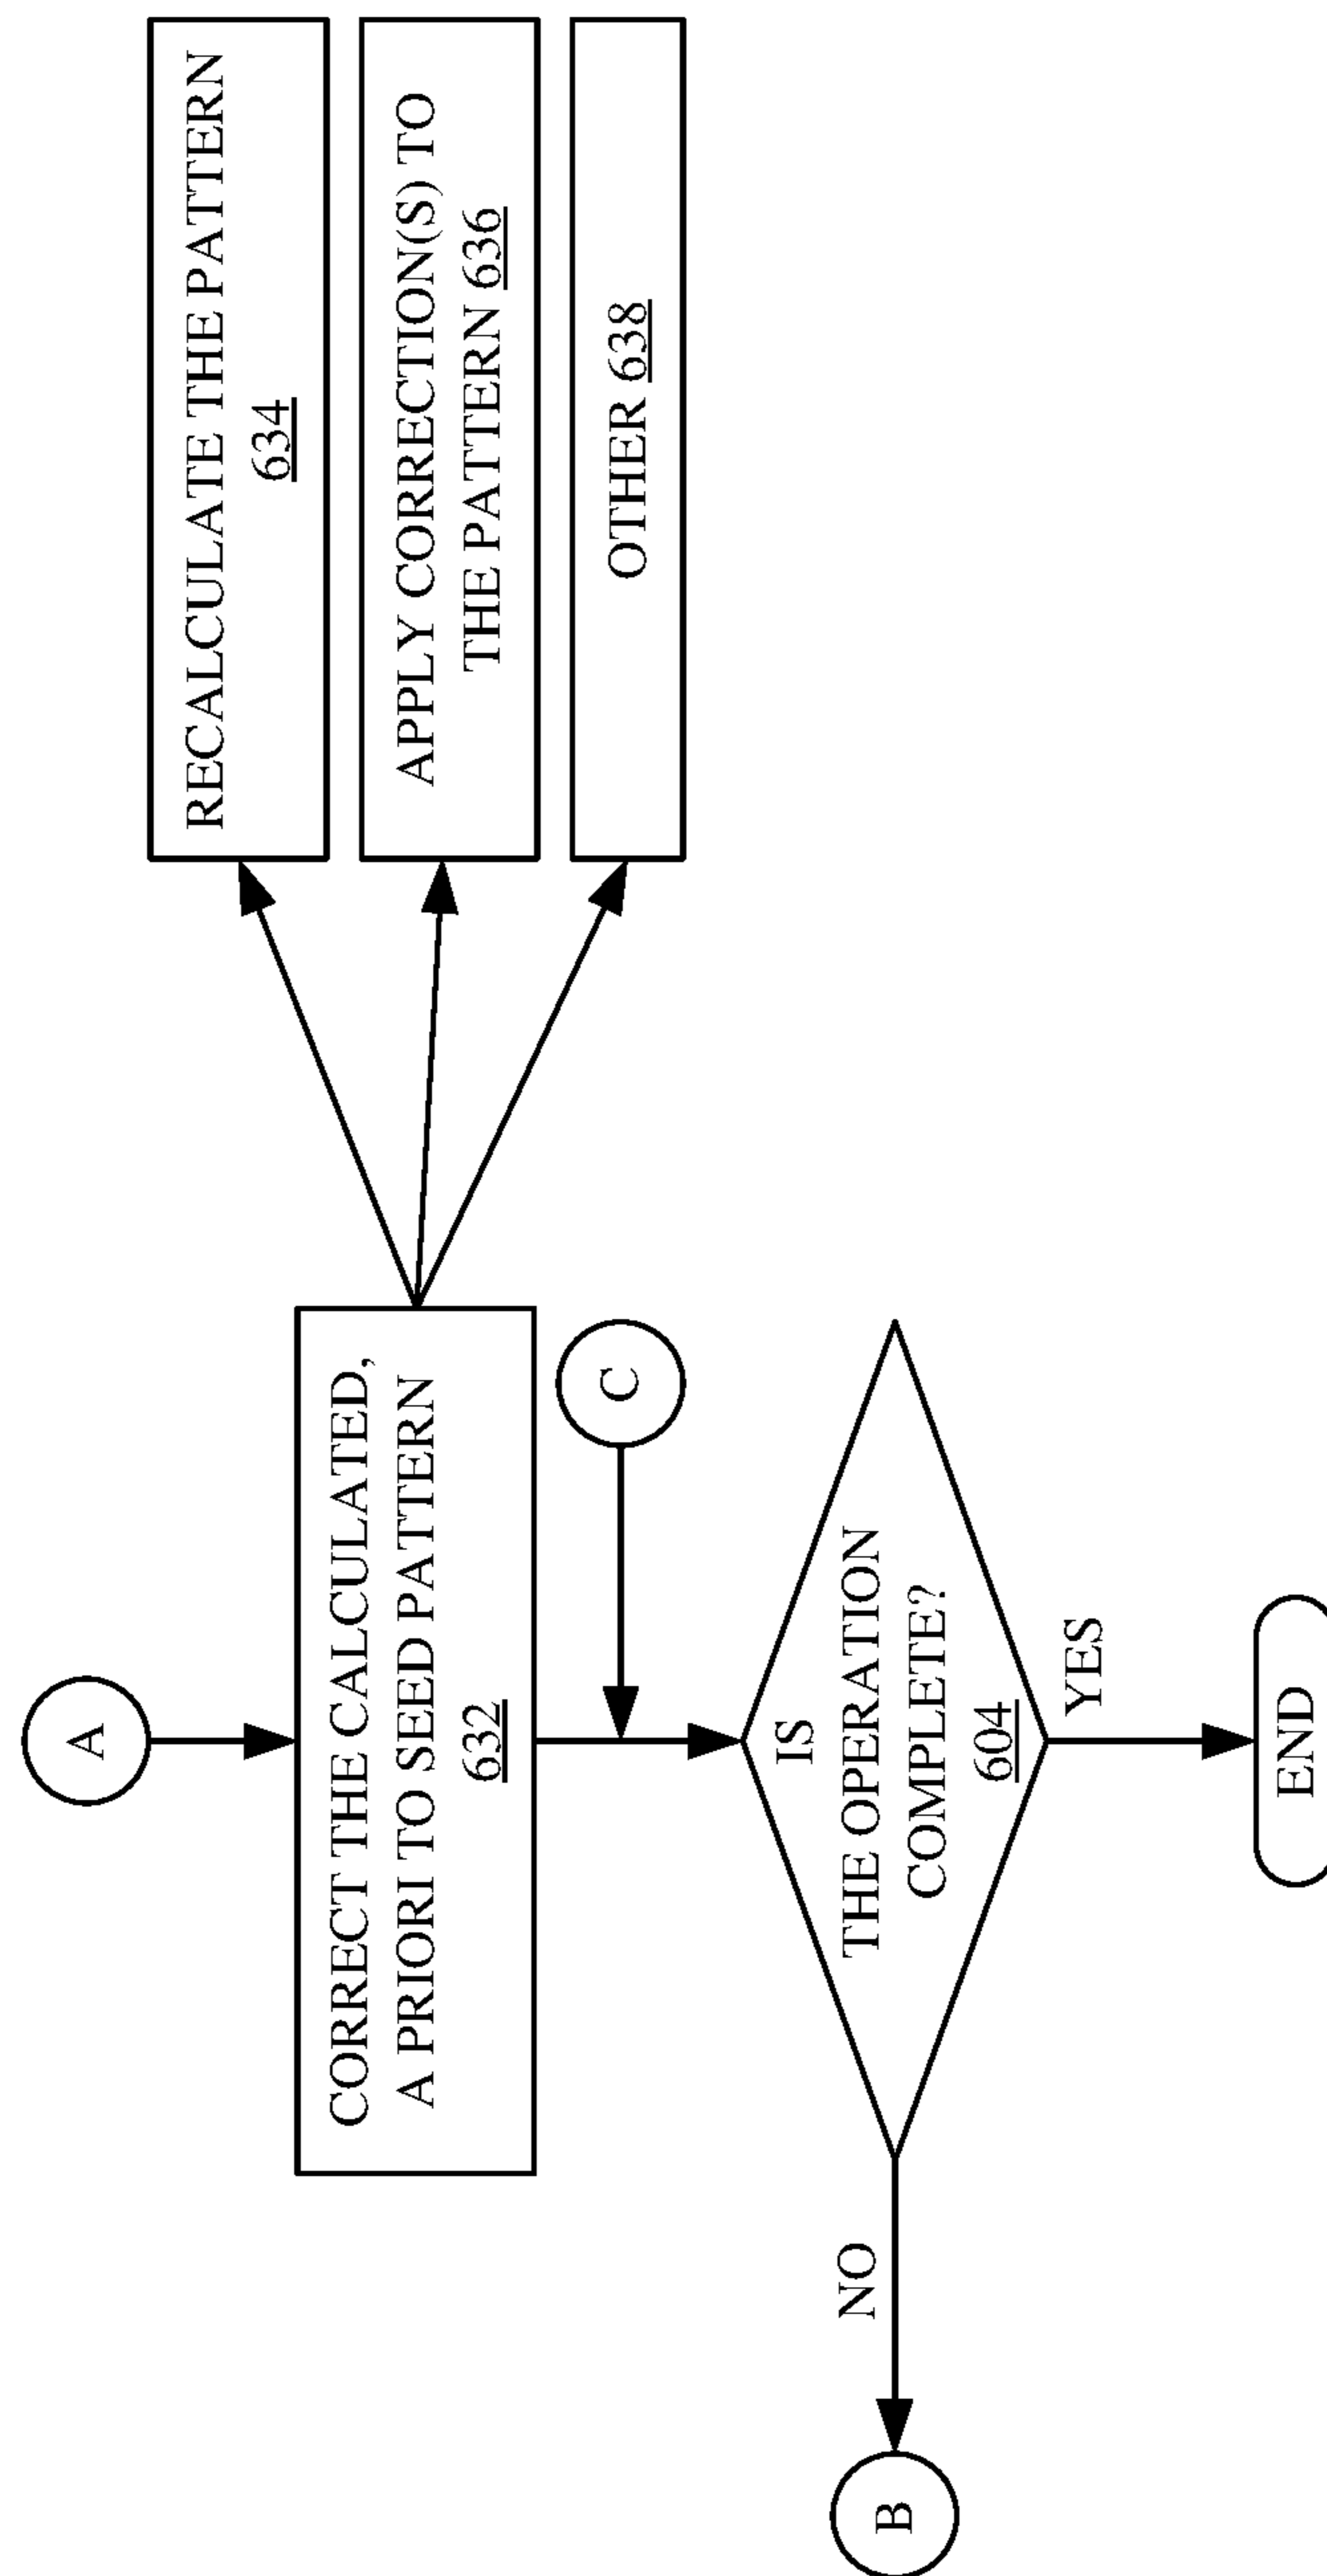 A
CORRECT THE CALCULATED,
A PRIORI TO SEED PATTERN
632
RECALCULATE THE PATTERN
634
APPLY CORRECTION(S) TO
THE PATTERN 636
OTHER 638
C
IS
THE OPERATION
COMPLETE?
604
NO
B
YES
END